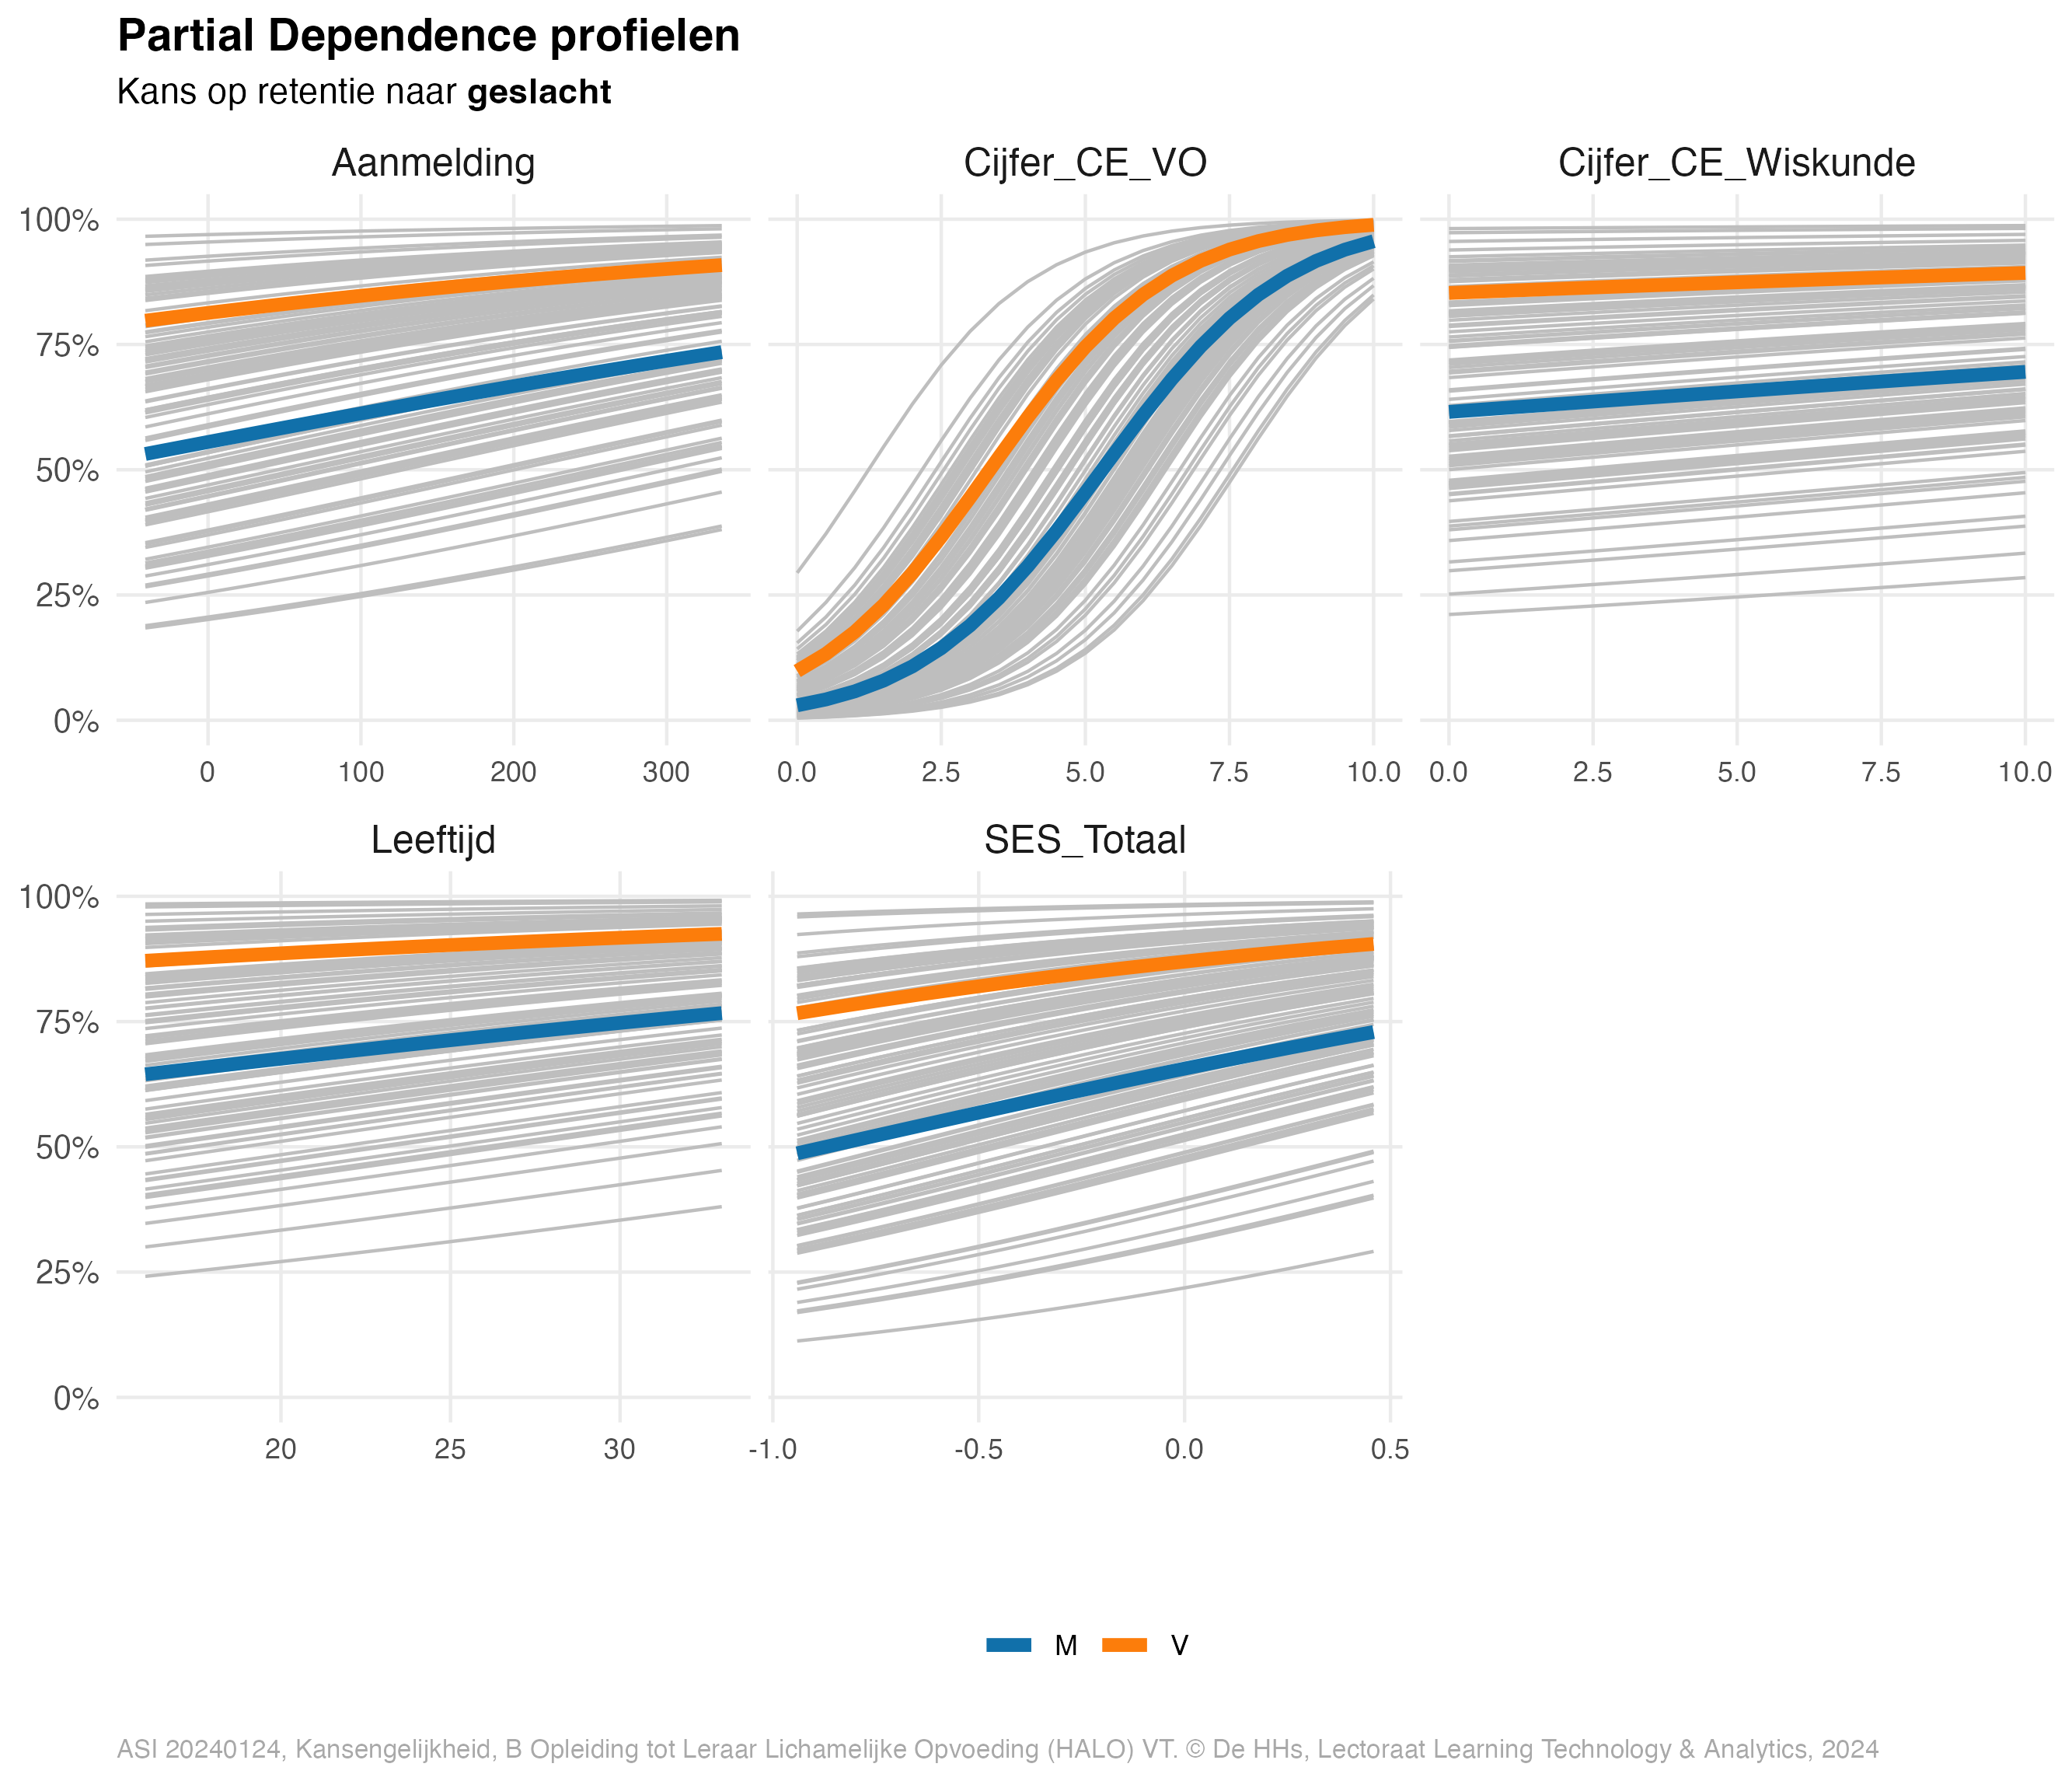 Partial Dependence profielen
Kans op retentie naar geslacht
Aanmelding
Cijfer_CE_VO
Cijfer_CE_Wiskunde
100%
75%
50%
25%
0%
0 100 200 300
0.0 2.5 5.0 7.5 10.0
0.0 2.5 5.0 7.5 10.0
Leeftijd
SES_Totaal
100%
75%
50%
25%
0%
20 25 30
-1.0 -0.5 0.0 0.5
M V
ASI 20240124, Kansengelijkheid, B Opleiding tot Leraar Lichamelijke Opvoeding (HALO) VT. © De HHs, Lectoraat Learning Technology & Analytics, 2024